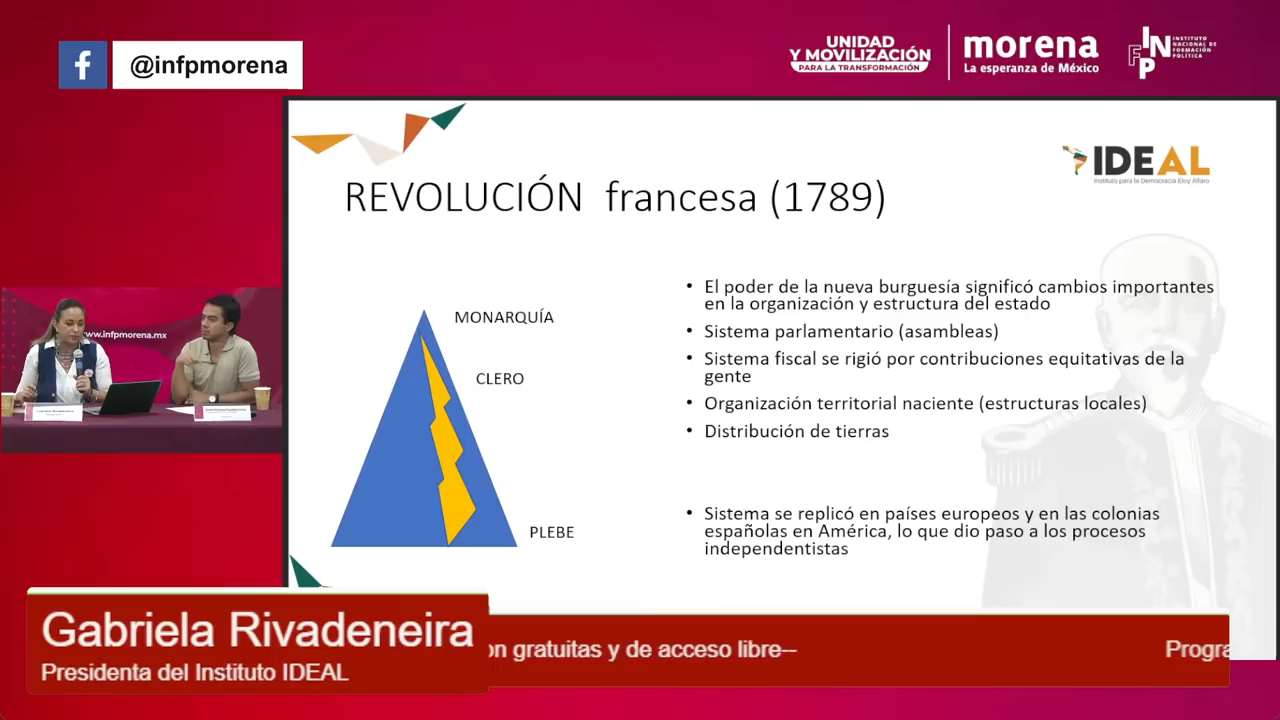 @infpmorena
UNIDAD
Y MOVILIZACIÓN
PARA LA TRANSFORMACIÓN
morena
La esperanza de México
INFP
INSTITUTO
NACIONAL DE
FORMACIÓN
POLÍTICA
IDEAL
Instituto para la Democracia Eloy Alfaro
REVOLUCIÓN francesa (1789)
MONARQUÍA
CLERO
PLEBE
• El poder de la nueva burguesía significó cambios importantes
en la organización y estructura del estado
• Sistema parlamentario (asambleas)
• Sistema fiscal se rigió por contribuciones equitativas de la
gente
• Organización territorial naciente (estructuras locales)
• Distribución de tierras
• Sistema se replicó en países europeos y en las colonias
españolas en América, lo que dio paso a los procesos
independentistas
www.infpmorena.mx
Gabriela Rivadeneira
Presidenta del Instituto IDEAL
on gratuitas y de acceso libre-- Progra